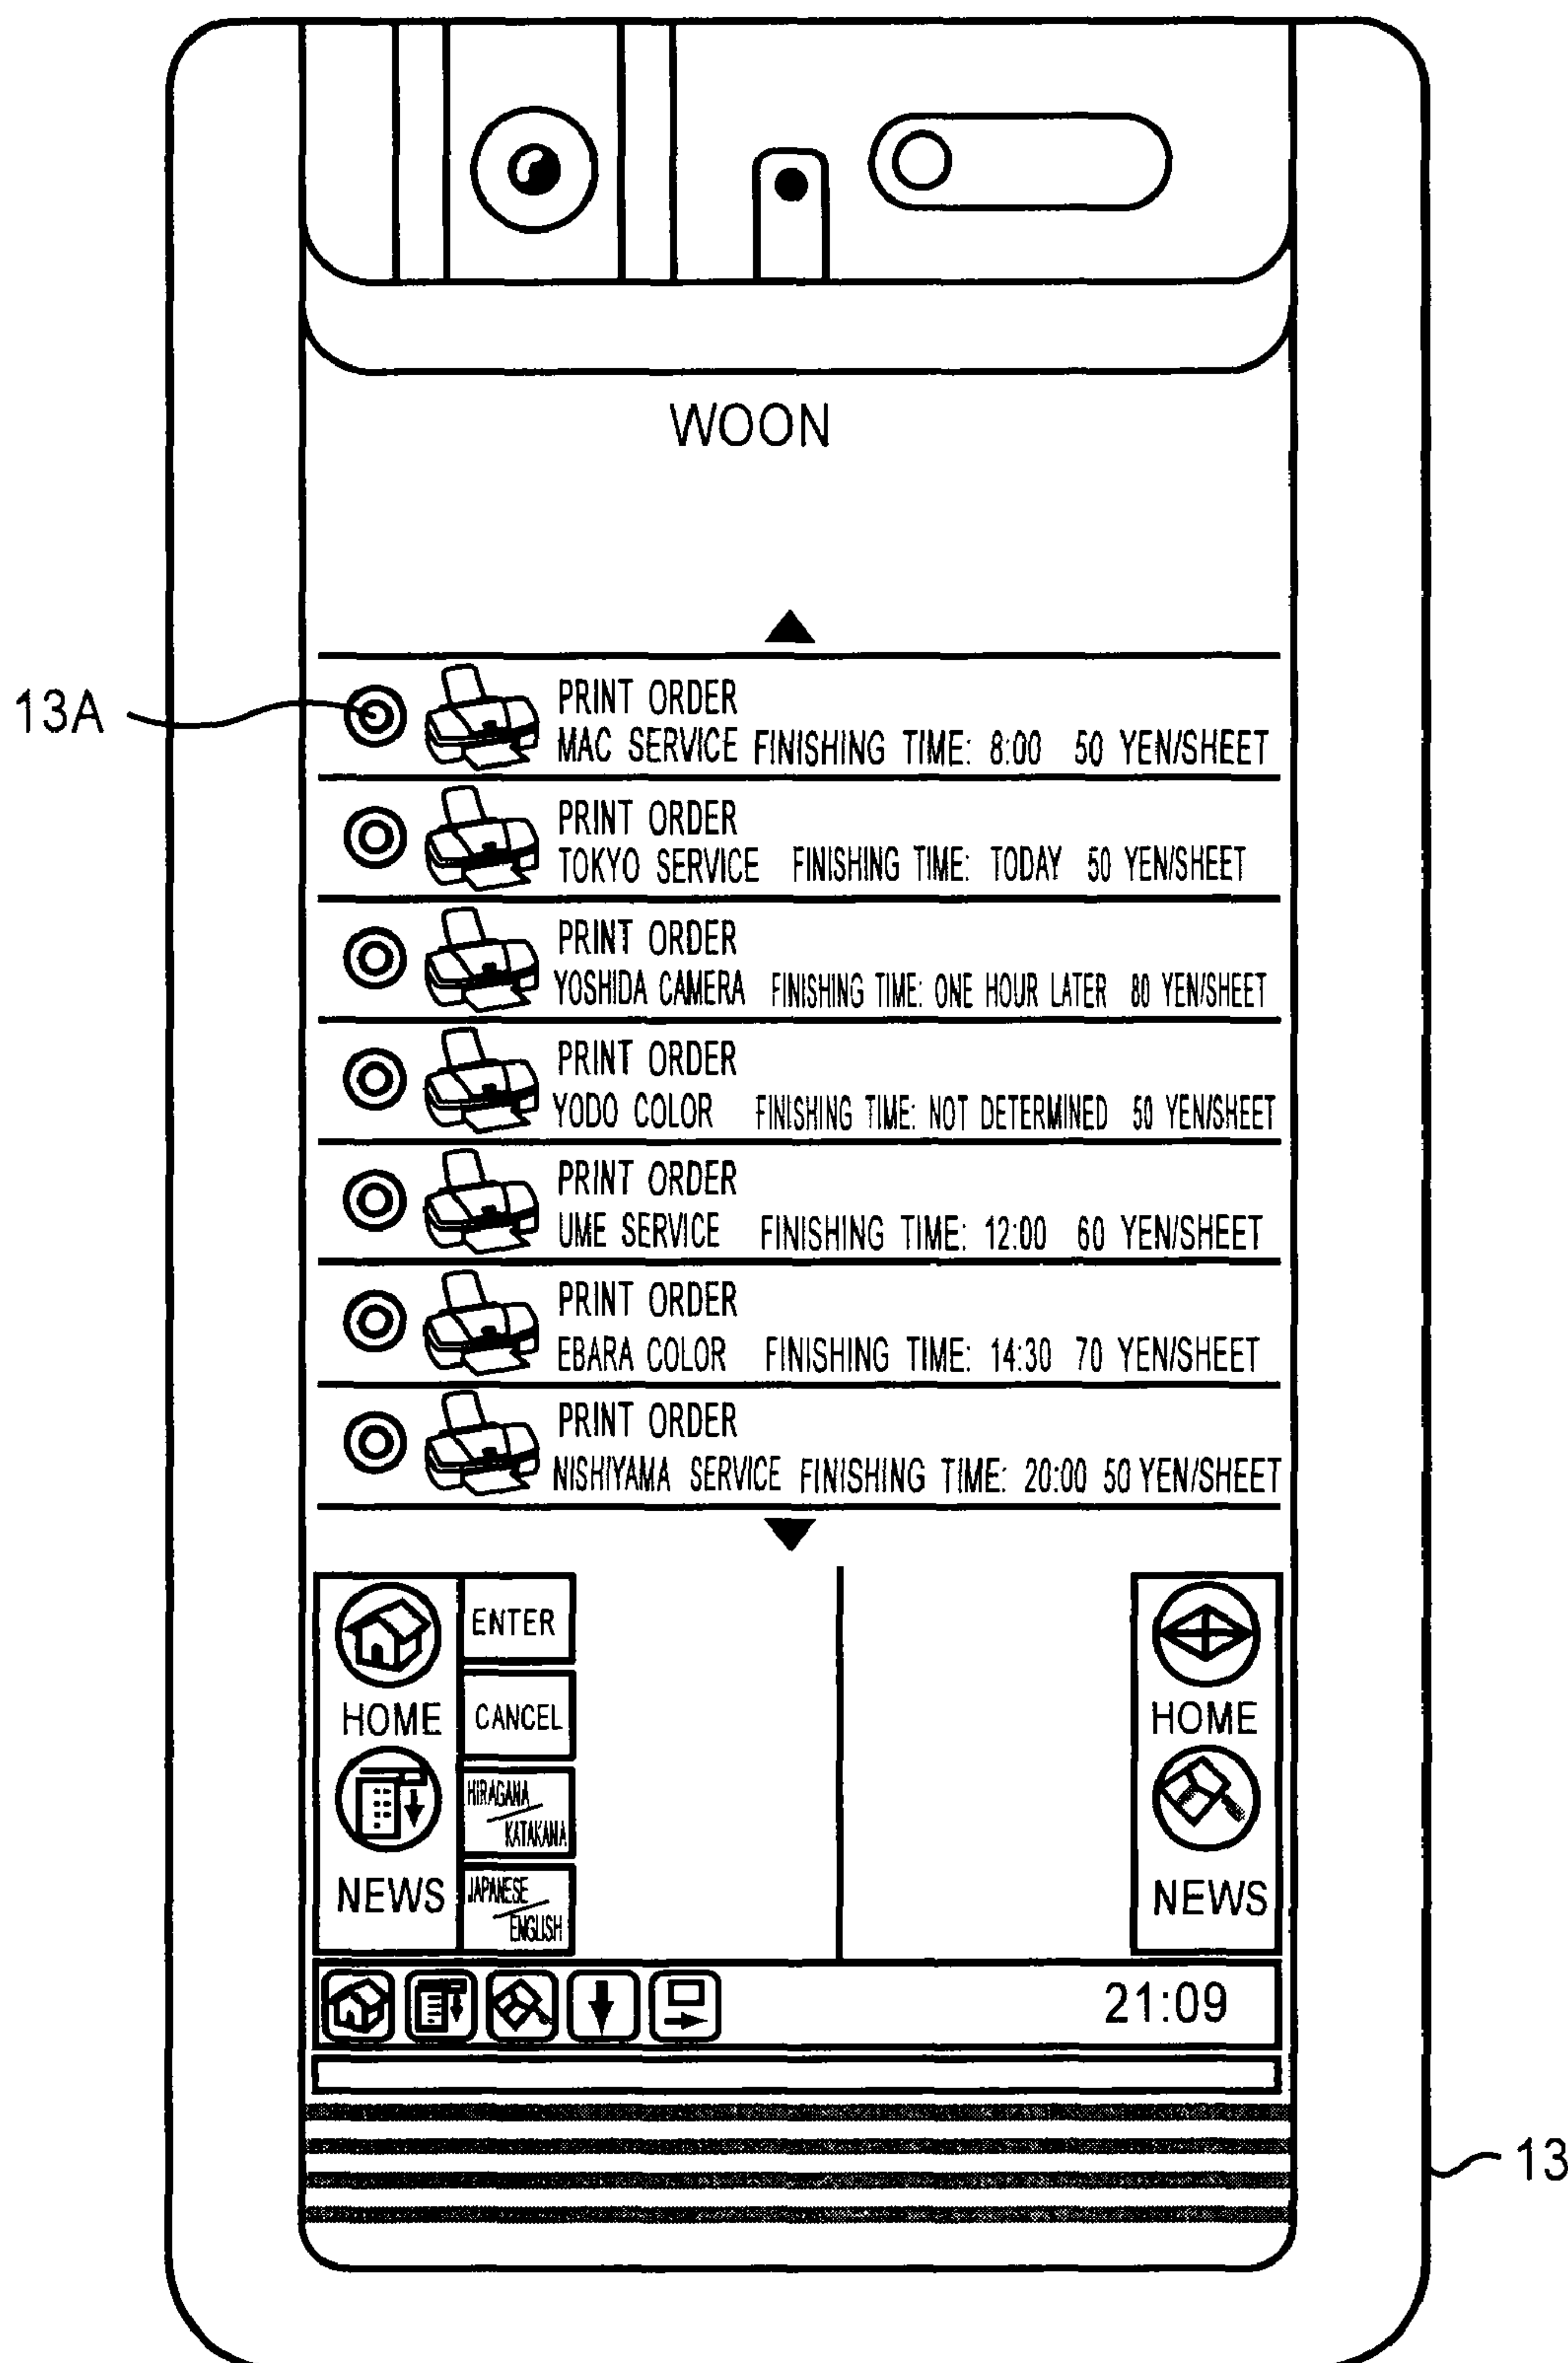 WOON
13A
PRINT ORDER
MAC SERVICE FINISHING TIME: 8:00 50 YEN/SHEET
PRINT ORDER
TOKYO SERVICE FINISHING TIME: TODAY 50 YEN/SHEET
PRINT ORDER
YOSHIDA CAMERA FINISHING TIME: ONE HOUR LATER 80 YEN/SHEET
PRINT ORDER
YODO COLOR FINISHING TIME: NOT DETERMINED 50 YEN/SHEET
PRINT ORDER
UME SERVICE FINISHING TIME: 12:00 60 YEN/SHEET
PRINT ORDER
EBARA COLOR FINISHING TIME: 14:30 70 YEN/SHEET
PRINT ORDER
NISHIYAMA SERVICE FINISHING TIME: 20:00 50 YEN/SHEET
HOME
NEWS
ENTER
CANCEL
HIRAGANA
KATAKANA
JAPANESE
ENGLISH
HOME
NEWS
21:09
13